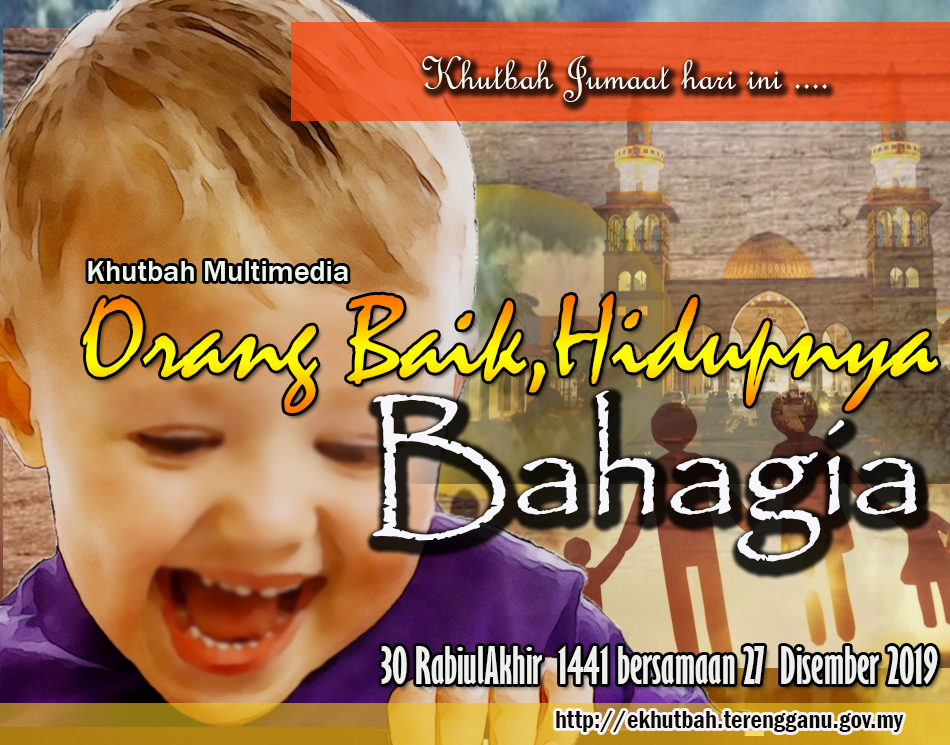 Khutbah Jumaat hari ini ....
Khutbah Multimedia
Orang Baik,Hidupnya
Bahagia
30 RabiulAkhir 1441 bersamaan 27 Disember 2019
http://ekhutbah.terengganu.gov.my